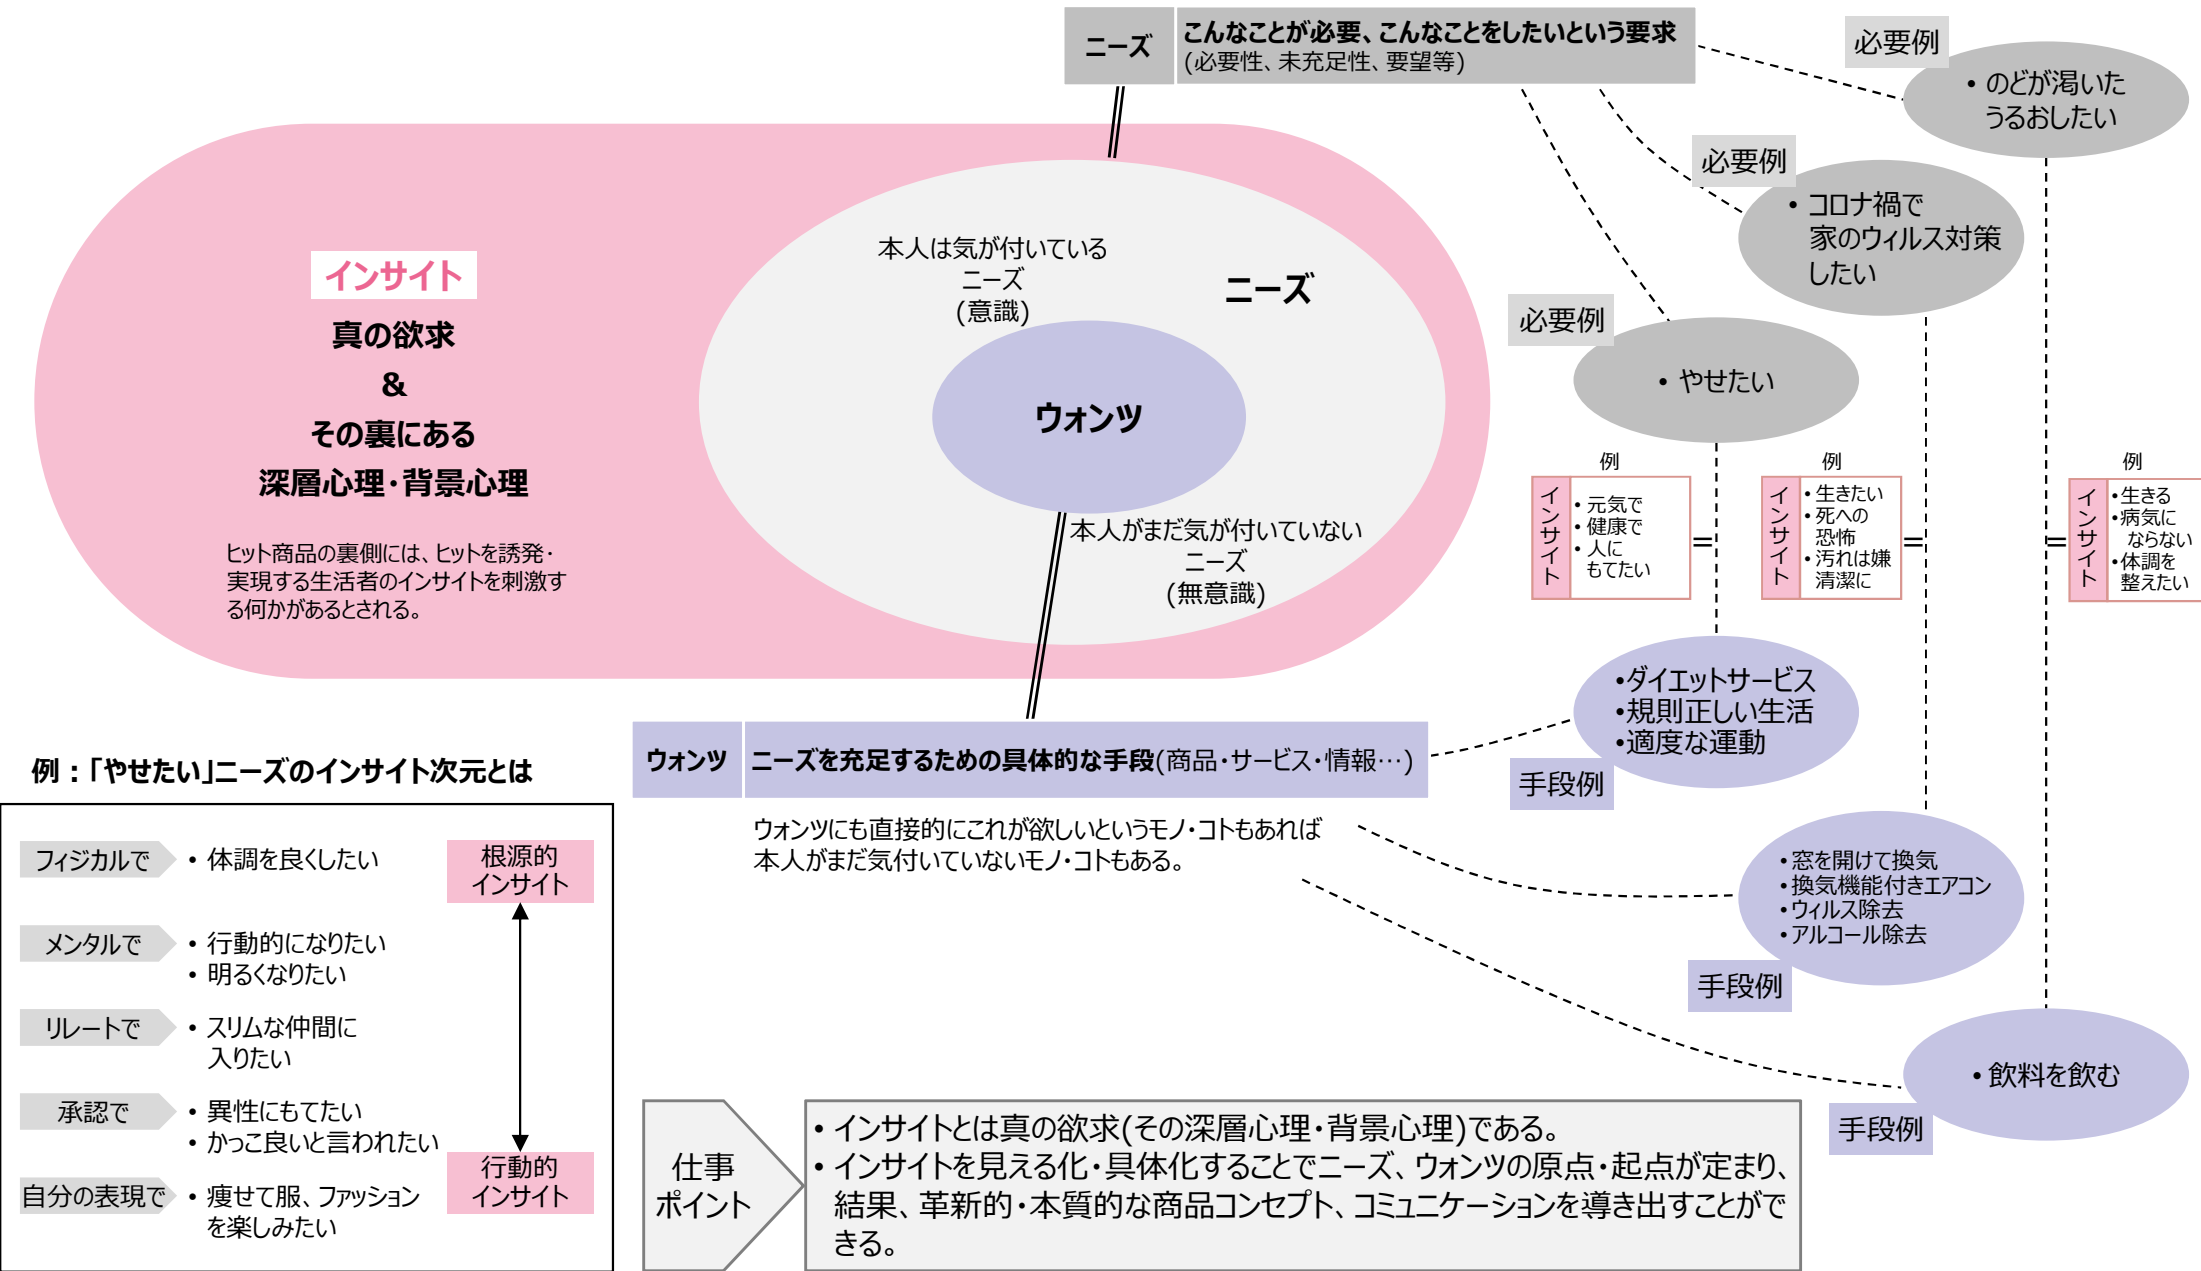 ニーズ
こんなことが必要、こんなことをしたいという要求
(必要性、未充足性、要望等)
必要例
• のどが渇いた
うるおしたい
必要例
• コロナ禍で
家のウィルス対策
したい
必要例
• やせたい
インサイト
真の欲求
&
その裏にある
深層心理・背景心理
ヒット商品の裏側には、ヒットを誘発・
実現する生活者のインサイトを刺激す
る何かがあるとされる。
本人は気が付いている
ニーズ
(意識)
ニーズ
ウォンツ
本人がまだ気が付いていない
ニーズ
(無意識)
例
インサイト
• 元気で
• 健康で
• 人に
もてたい
=
例
インサイト
• 生きたい
• 死への
恐怖
• 汚れは嫌
清潔に
=
例
インサイト
• 生きる
• 病気に
ならない
• 体調を
整えたい
=
ウォンツ
ニーズを充足するための具体的な手段(商品・サービス・情報…)
ウォンツにも直接的にこれが欲しいというモノ・コトもあれば
本人がまだ気付いていないモノ・コトもある。
• ダイエットサービス
• 規則正しい生活
• 適度な運動
手段例
• 窓を開けて換気
• 換気機能付きエアコン
• ウィルス除去
• アルコール除去
手段例
• 飲料を飲む
手段例
例：「やせたい」ニーズのインサイト次元とは
フィジカルで
• 体調を良くしたい
メンタルで
• 行動的になりたい
• 明るくなりたい
リレートで
• スリムな仲間に
入りたい
承認で
• 異性にもてたい
• かっこ良いと言われたい
自分の表現で
• 痩せて服、ファッション
を楽しみたい
根源的
インサイト
行動的
インサイト
仕事
ポイント
• インサイトとは真の欲求(その深層心理・背景心理)である。
• インサイトを見える化・具体化することでニーズ、ウォンツの原点・起点が定まり、
結果、革新的・本質的な商品コンセプト、コミュニケーションを導き出すことがで
きる。